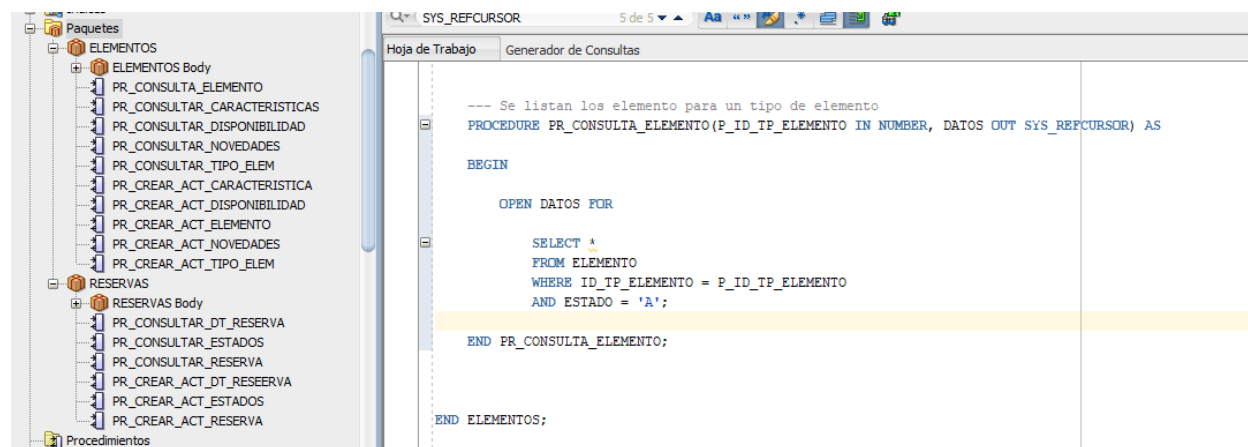 Paquetes
ELEMENTOS
ELEMENTOS Body
PR_CONSULTA_ELEMENTO
PR_CONSULTAR_CARACTERISTICAS
PR_CONSULTAR_DISPONIBILIDAD
PR_CONSULTAR_NOVEDADES
PR_CONSULTAR_TIPO_ELEM
PR_CREAR_ACT_CARACTERISTICA
PR_CREAR_ACT_DISPONIBILIDAD
PR_CREAR_ACT_ELEMENTO
PR_CREAR_ACT_NOVEDADES
PR_CREAR_ACT_TIPO_ELEM
RESERVAS
RESERVAS Body
PR_CONSULTAR_DT_RESERVA
PR_CONSULTAR_ESTADOS
PR_CONSULTAR_RESERVA
PR_CREAR_ACT_DT_RESEERVA
PR_CREAR_ACT_ESTADOS
PR_CREAR_ACT_RESERVA
Procedimientos
SYS_REFCURSOR 5 de 5 Aa “”
Hoja de Trabajo Generador de Consultas
--- Se listan los elemento para un tipo de elemento
PROCEDURE PR_CONSULTA_ELEMENTO(P_ID_TP_ELEMENTO IN NUMBER, DATOS OUT SYS_REFCURSOR) AS
BEGIN
OPEN DATOS FOR
SELECT *
FROM ELEMENTO
WHERE ID_TP_ELEMENTO = P_ID_TP_ELEMENTO
AND ESTADO = 'A';
END PR_CONSULTA_ELEMENTO;
END ELEMENTOS;